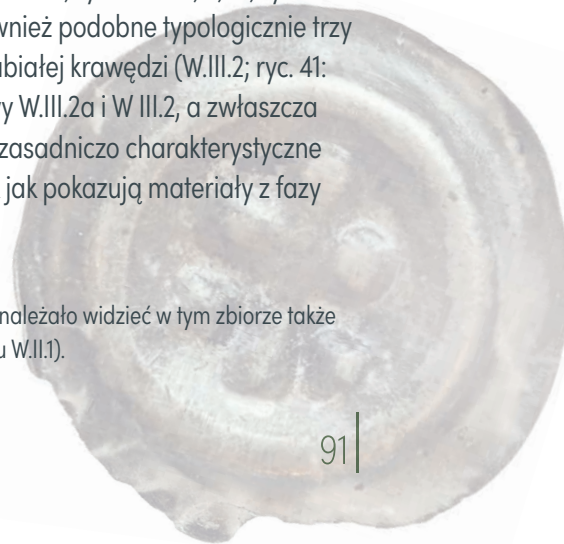 wnież podobne typologicznie trzy
białej krawędzi (W.III.2; ryc. 41:
y W.III.2a i W III.2, a zwłaszcza
zasadniczo charakterystyczne
jak pokazują materiały z fazy
należało widzieć w tym zbiorze także
u W.II.1).
91